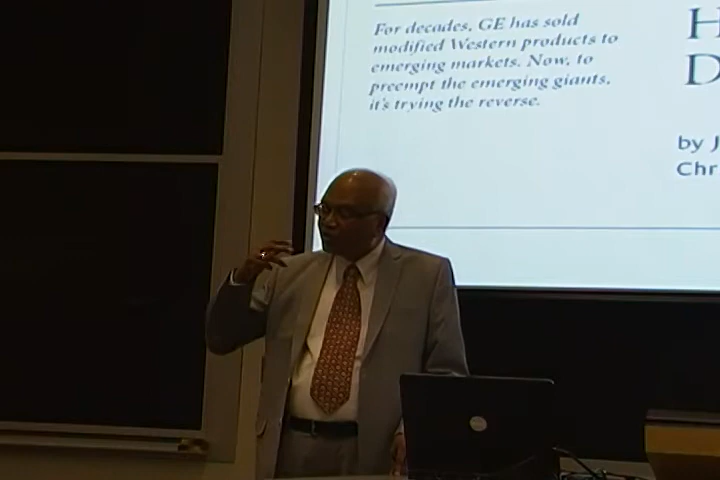 For decades, GE has sold
modified Western products to
emerging markets. Now, to
preempt the emerging giants,
it's trying the reverse.
H
D
by J
Chr